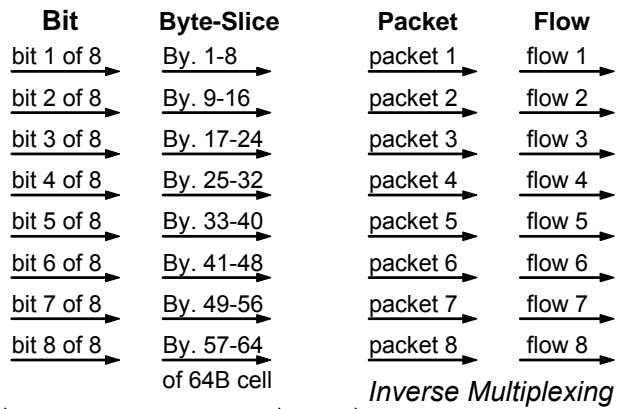 Bit Byte-Slice Packet Flow
bit 1 of 8 By. 1-8 packet 1 flow 1
bit 2 of 8 By. 9-16 packet 2 flow 2
bit 3 of 8 By. 17-24 packet 3 flow 3
bit 4 of 8 By. 25-32 packet 4 flow 4
bit 5 of 8 By. 33-40 packet 5 flow 5
bit 6 of 8 By. 41-48 packet 6 flow 6
bit 7 of 8 By. 49-56 packet 7 flow 7
bit 8 of 8 By. 57-64 packet 8 flow 8
of 64B cell Inverse Multiplexing